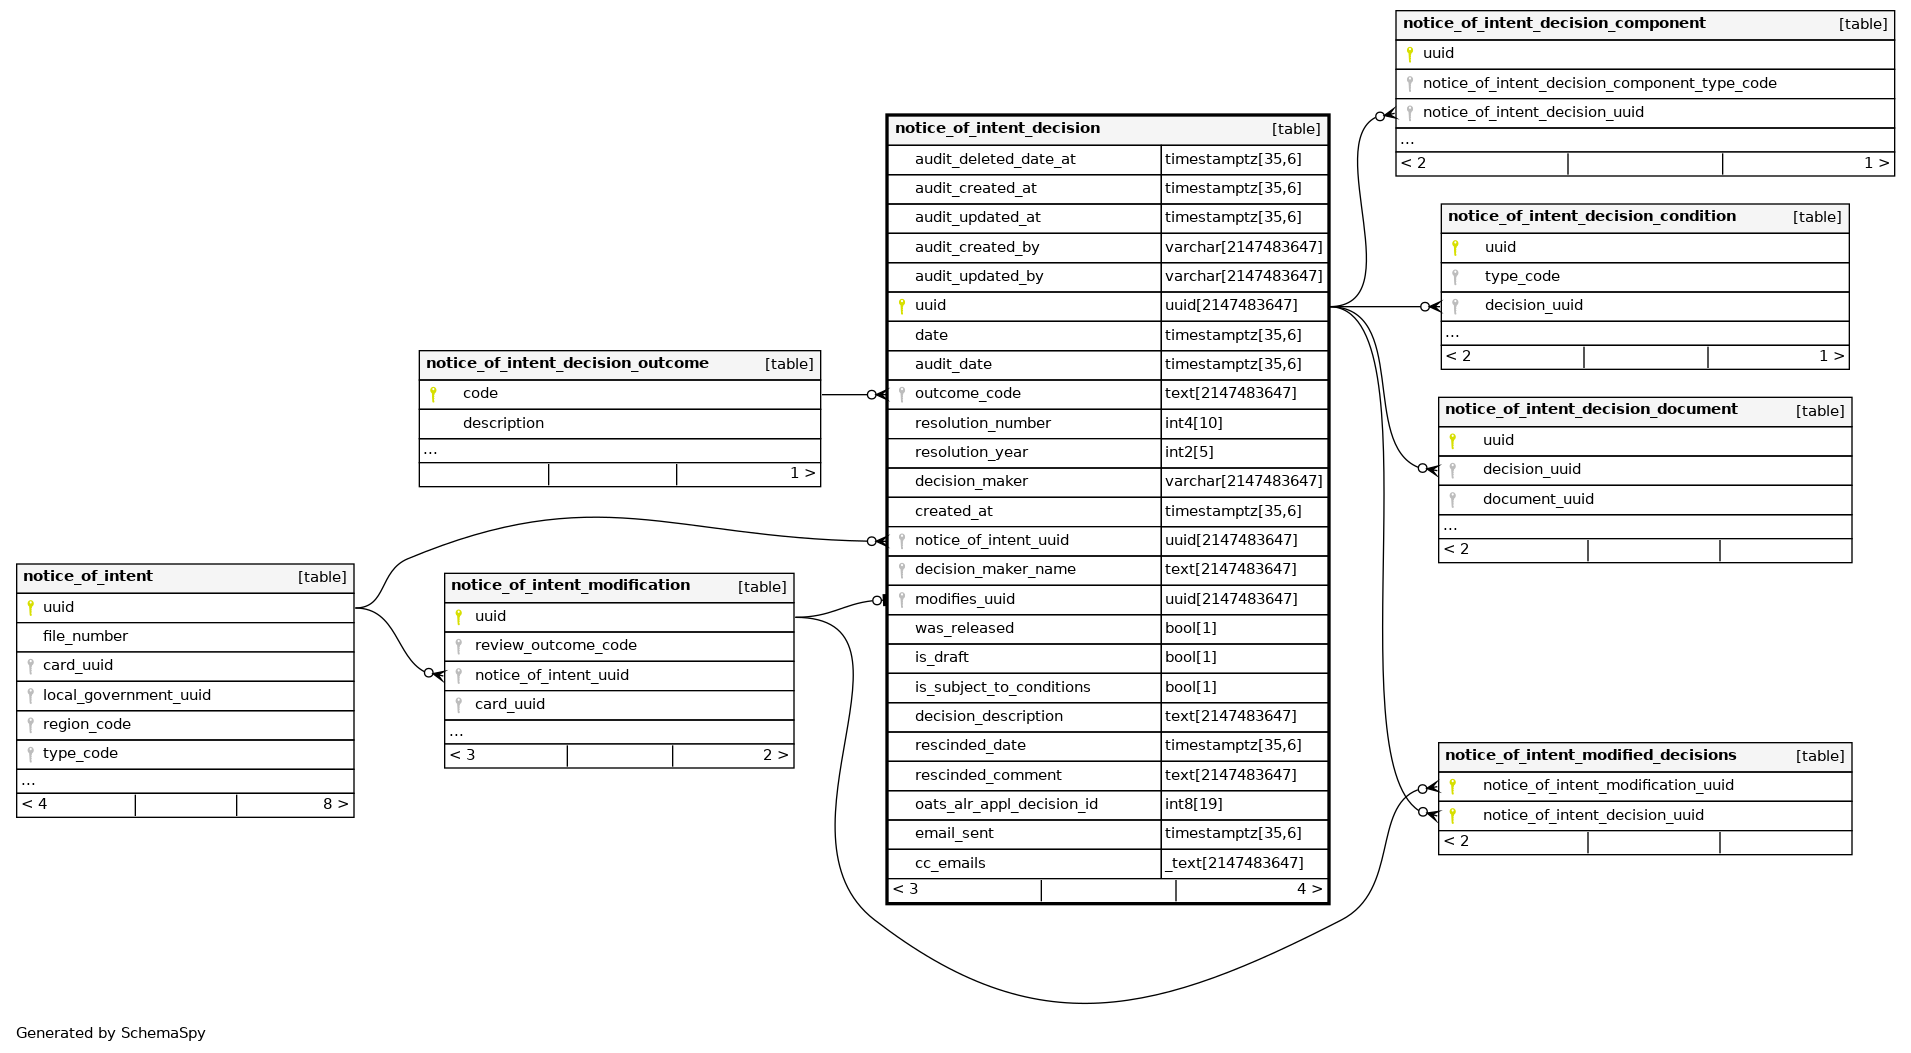 notice_of_intent_decision_component [table]
uuid
notice_of_intent_decision_component_type_code
notice_of_intent_decision_uuid
...
< 2 1 >
notice_of_intent_decision [table]
audit_deleted_date_at timestamptz[35,6]
audit_created_at timestamptz[35,6]
audit_updated_at timestamptz[35,6]
audit_created_by varchar[2147483647]
audit_updated_by varchar[2147483647]
uuid uuid[2147483647]
date timestamptz[35,6]
audit_date timestamptz[35,6]
outcome_code text[2147483647]
resolution_number int4[10]
resolution_year int2[5]
decision_maker varchar[2147483647]
created_at timestamptz[35,6]
notice_of_intent_uuid uuid[2147483647]
decision_maker_name text[2147483647]
modifies_uuid uuid[2147483647]
was_released bool[1]
is_draft bool[1]
is_subject_to_conditions bool[1]
decision_description text[2147483647]
rescinded_date timestamptz[35,6]
rescinded_comment text[2147483647]
oats_alr_appl_decision_id int8[19]
email_sent timestamptz[35,6]
cc_emails _text[2147483647]
< 3 4 >
notice_of_intent_decision_condition [table]
uuid
type_code
decision_uuid
...
< 2 1 >
notice_of_intent_decision_outcome [table]
code
description
...
1 >
notice_of_intent_decision_document [table]
uuid
decision_uuid
document_uuid
...
< 2
notice_of_intent [table]
uuid
file_number
card_uuid
local_government_uuid
region_code
type_code
...
< 4 8 >
notice_of_intent_modification [table]
uuid
review_outcome_code
notice_of_intent_uuid
card_uuid
...
< 3 2 >
notice_of_intent_modified_decisions [table]
notice_of_intent_modification_uuid
notice_of_intent_decision_uuid
< 2
Generated by SchemaSpy